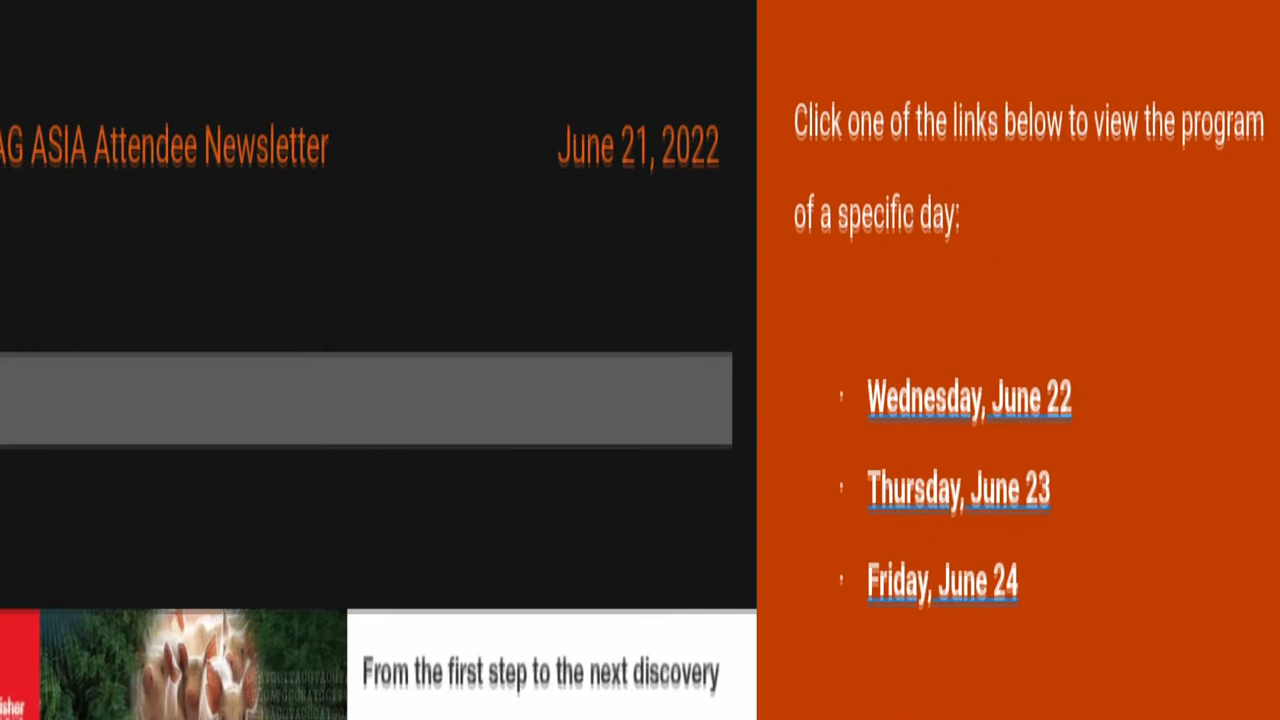 AG ASIA Attendee Newsletter
June 21, 2022
Click one of the links below to view the program
of a specific day:
· Wednesday, June 22
· Thursday, June 23
· Friday, June 24
From the first step to the next discovery
isher